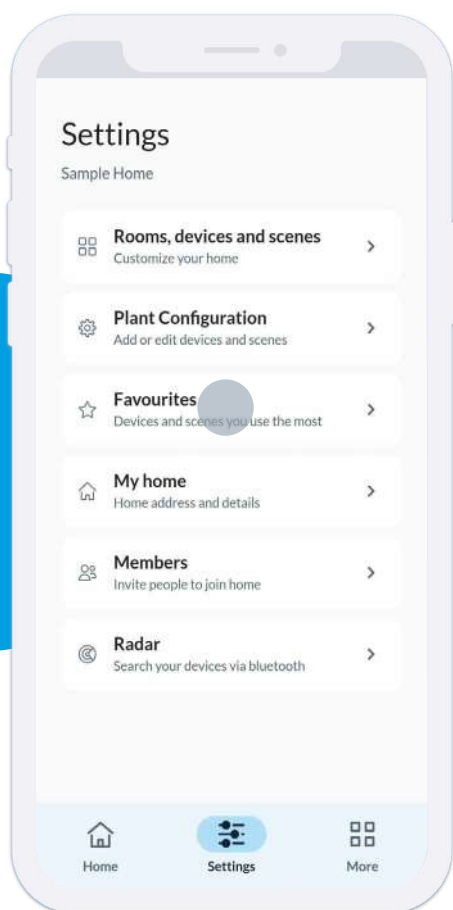 Settings
Sample Home
Rooms, devices and scenes
Customize your home
Plant Configuration
Add or edit devices and scenes
Favourites
Devices and scenes you use the most
My home
Home address and details
Members
Invite people to join home
Radar
Search your devices via bluetooth
Home Settings More